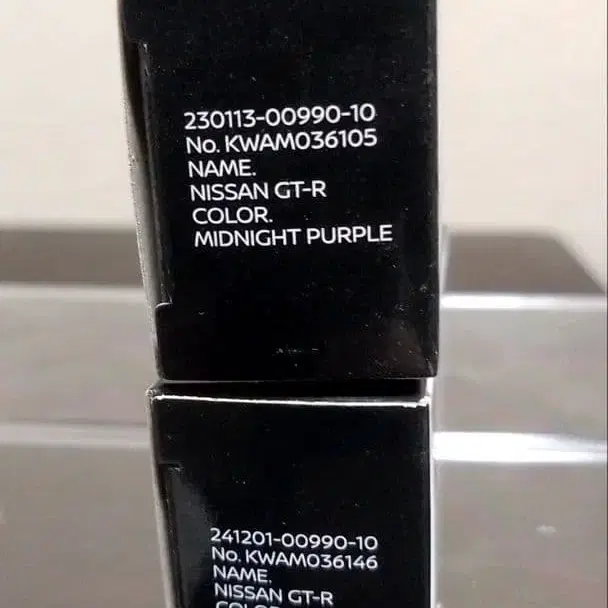 230113-00990-10
No. KWAM036105
NAME.
NISSAN GT-R
COLOR.
MIDNIGHT PURPLE
241201-00990-10
No. KWAM036146
NAME.
NISSAN GT-R
COLOR